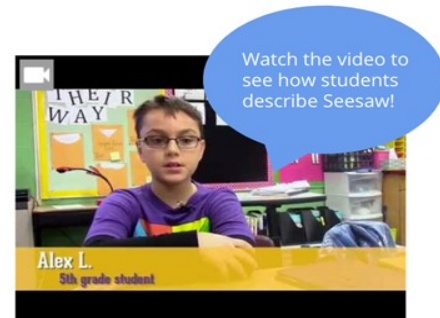 Watch the video to
see how students
describe Seesaw!
THEIR
WAY
Alex L.
5th grade student